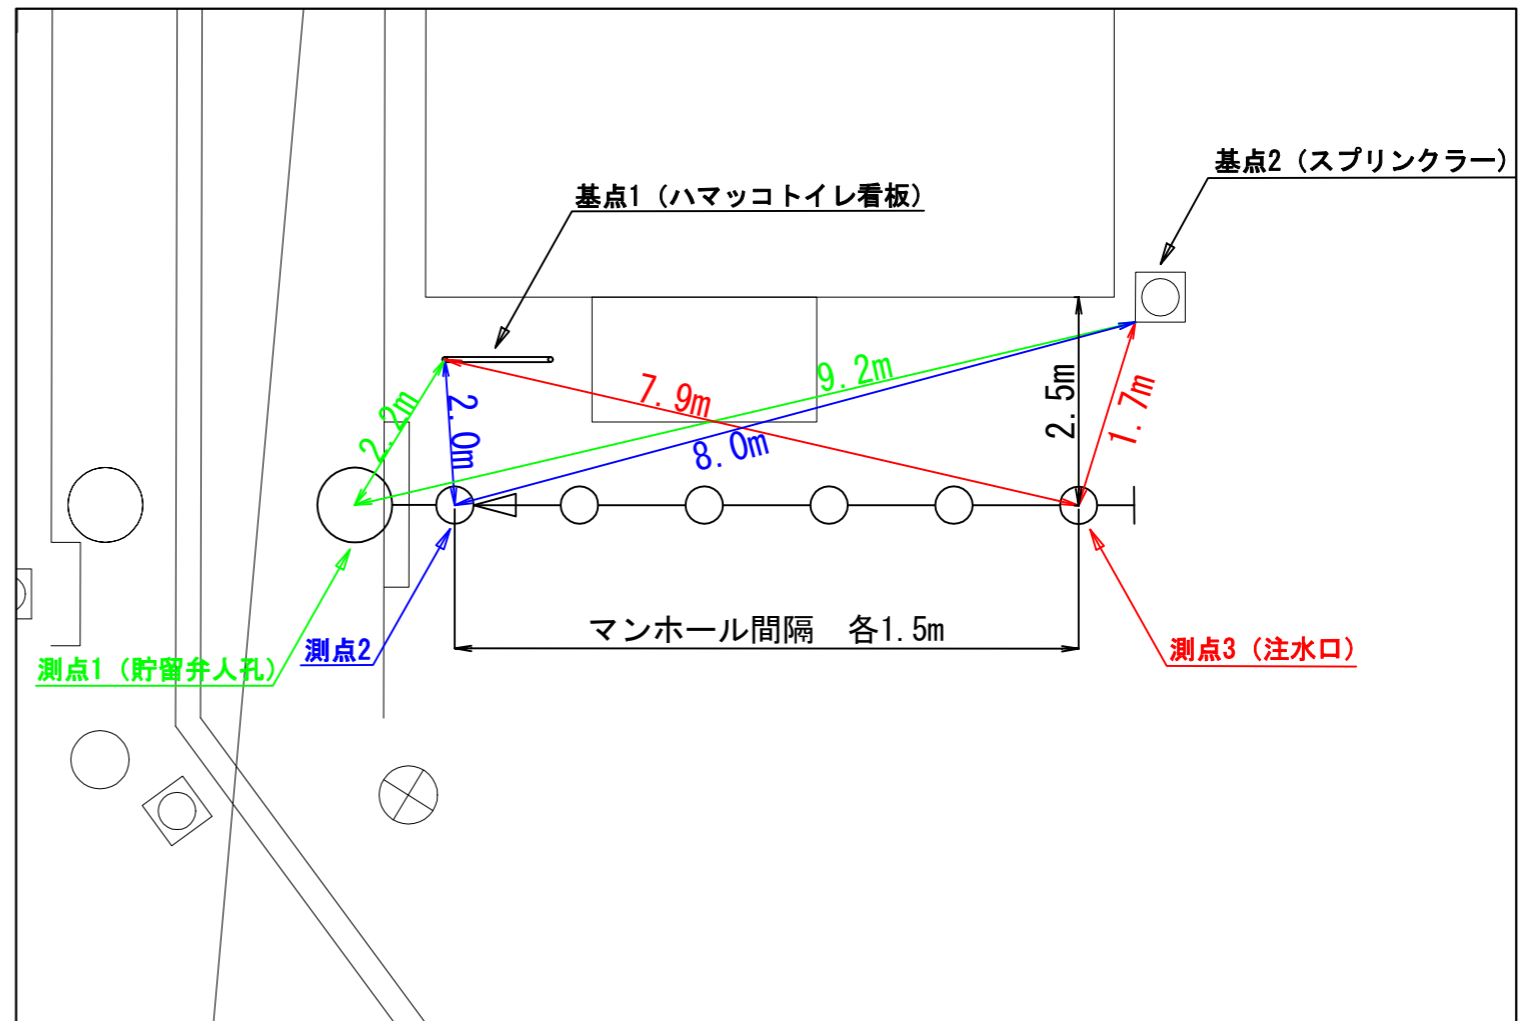 基点2（スプリンクラー）
基点1（ハマッコトイレ看板）
9.2m
7.9m
2.5m
1.7m
2.2m
2.0m
8.0m
マンホール間隔　各1.5m
測点2
測点3（注水口）
測点1（貯留弁人孔）